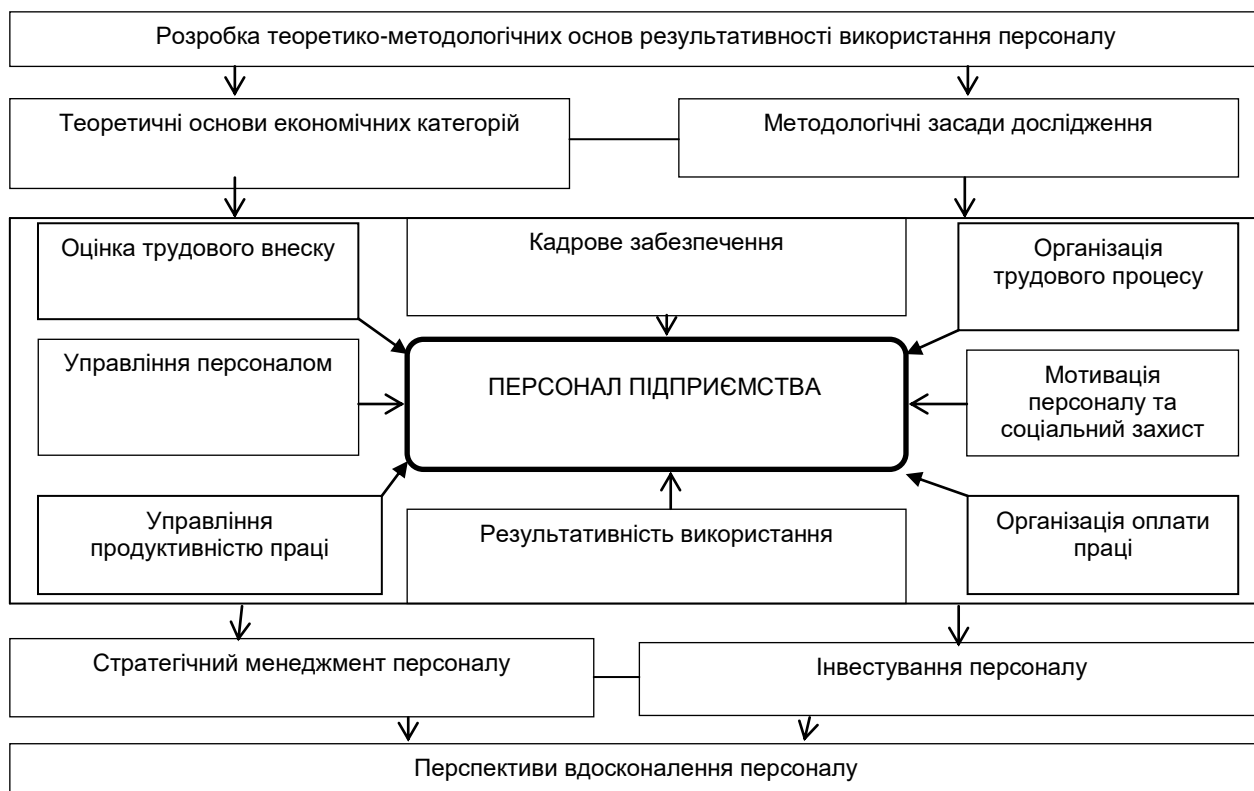 Розробка теоретико-методологічних основ результативності використання персоналу
Теоретичні основи економічних категорій
Методологічні засади дослідження
Оцінка трудового внеску
Кадрове забезпечення
Організація
трудового процесу
Управління персоналом
ПЕРСОНАЛ ПІДПРИЄМСТВА
Мотивація
персоналу та
соціальний захист
Управління
продуктивністю праці
Результативність використання
Організація оплати
праці
Стратегічний менеджмент персоналу
Інвестування персоналу
Перспективи вдосконалення персоналу